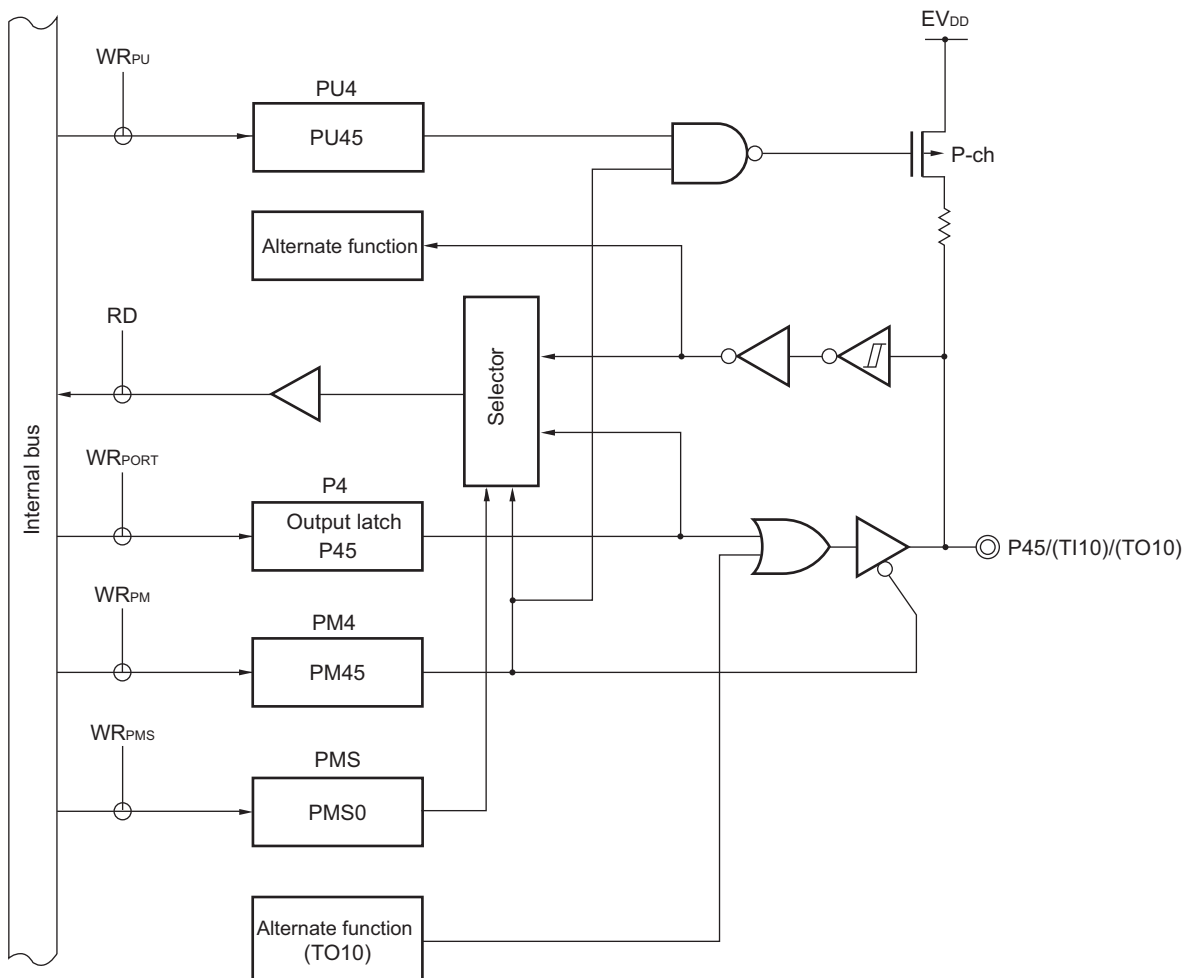 EVDD
WRPU
PU4
PU45
P-ch
Alternate function
RD
Selector
Internal bus
WRPORT
P4
Output latch
P45
P45/(TI10)/(TO10)
WRPM
PM4
PM45
WRPMS
PMS
PMS0
Alternate function
(TO10)